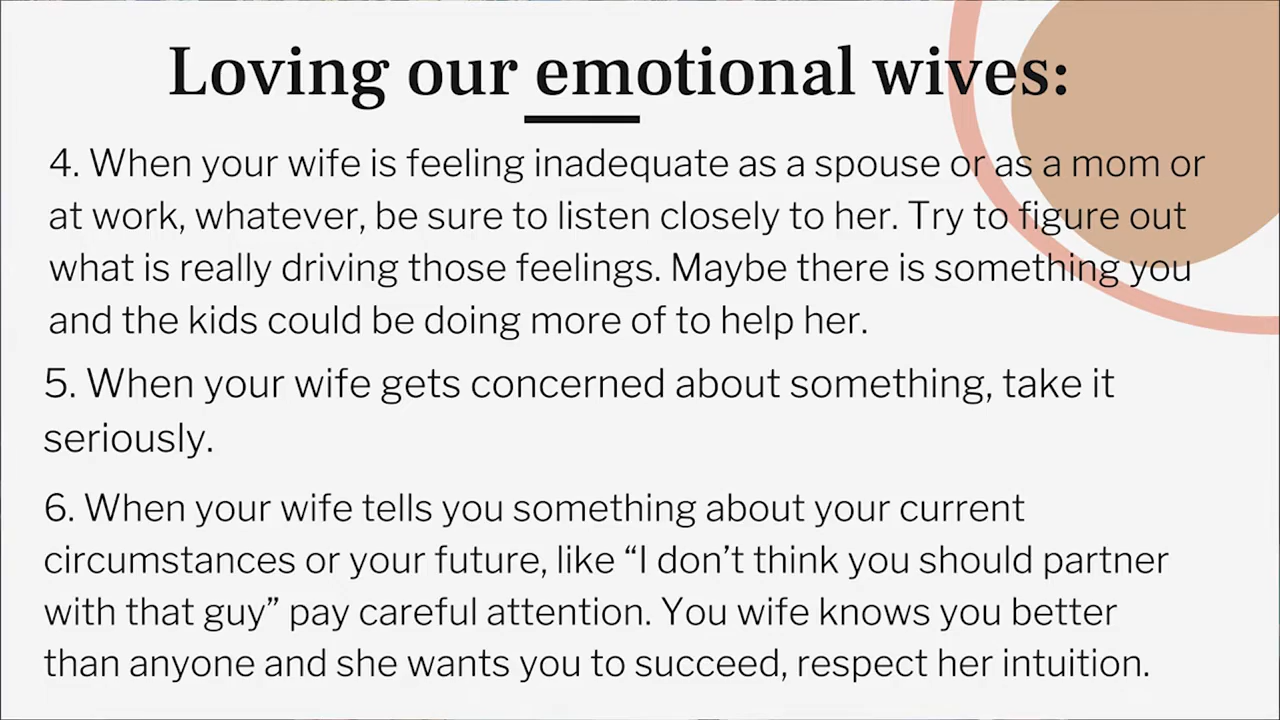 Loving our emotional wives:
4. When your wife is feeling inadequate as a spouse or as a mom or
at work, whatever, be sure to listen closely to her. Try to figure out
what is really driving those feelings. Maybe there is something you
and the kids could be doing more of to help her.
5. When your wife gets concerned about something, take it
seriously.
6. When your wife tells you something about your current
circumstances or your future, like “I don’t think you should partner
with that guy” pay careful attention. You wife knows you better
than anyone and she wants you to succeed, respect her intuition.